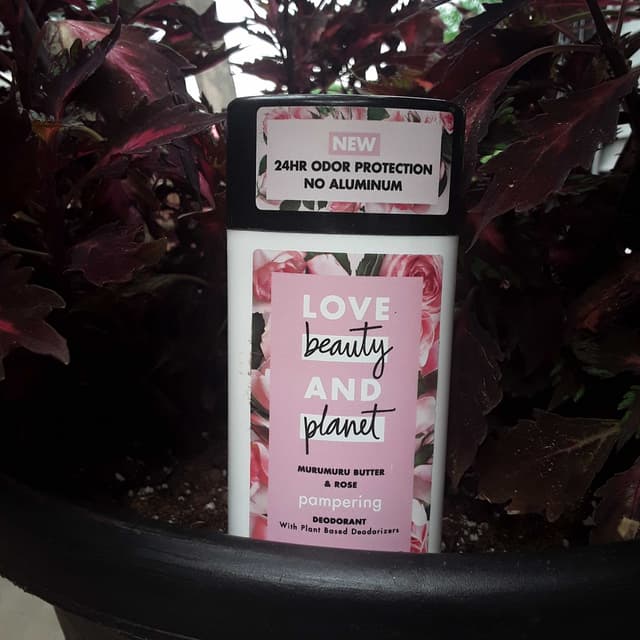 NEW
24HR ODOR PROTECTION
NO ALUMINUM
LOVE
beauty
AND
planet
MURUMURU BUTTER
& ROSE
pampering
DEODORANT
With Plant Based Deodorizers